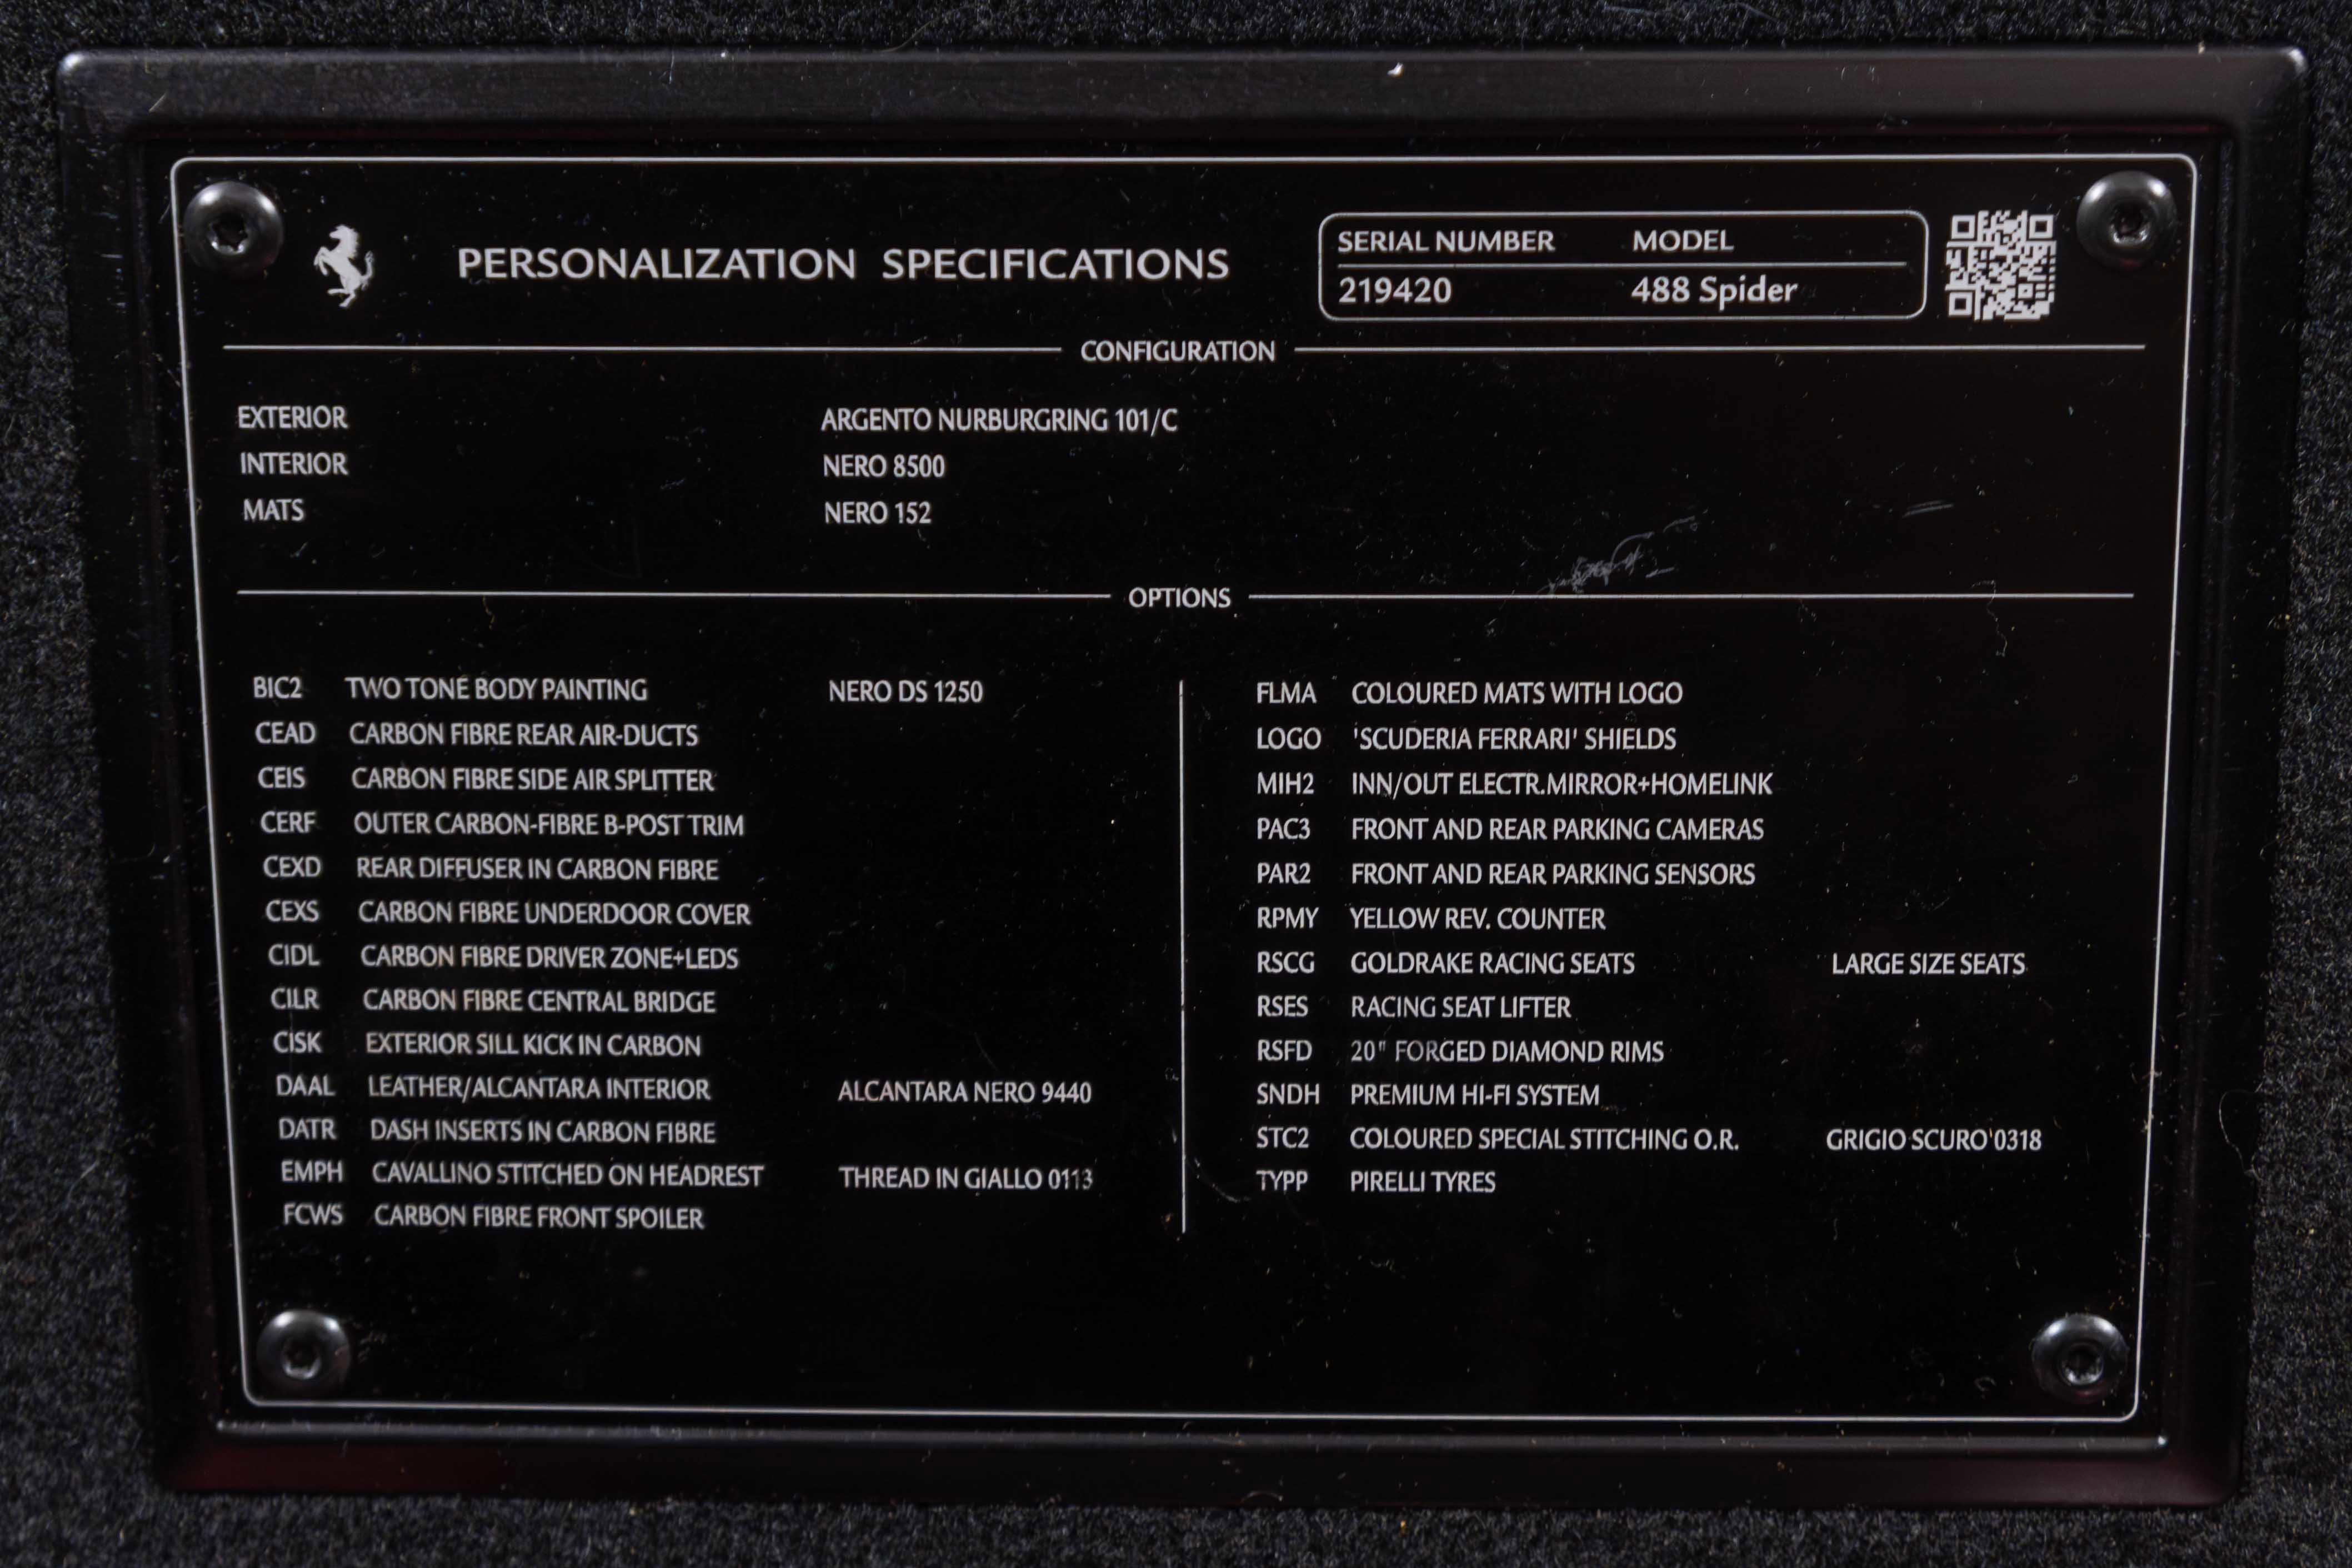 PERSONALIZATION SPECIFICATIONS
SERIAL NUMBER MODEL
219420 488 Spider
CONFIGURATION
EXTERIOR ARGENTO NURBURGRING 101/C
INTERIOR NERO 8500
MATS NERO 152
OPTIONS
BIC2 TWO TONE BODY PAINTING NERO DS 1250
CEAD CARBON FIBRE REAR AIR-DUCTS
CEIS CARBON FIBRE SIDE AIR SPLITTER
CERF OUTER CARBON-FIBRE B-POST TRIM
CEXD REAR DIFFUSER IN CARBON FIBRE
CEXS CARBON FIBRE UNDERDOOR COVER
CIDL CARBON FIBRE DRIVER ZONE+LEDS
CILR CARBON FIBRE CENTRAL BRIDGE
CISK EXTERIOR SILL KICK IN CARBON
DAAL LEATHER/ALCANTARA INTERIOR ALCANTARA NERO 9440
DATR DASH INSERTS IN CARBON FIBRE
EMPH CAVALLINO STITCHED ON HEADREST THREAD IN GIALLO 0113
FCWS CARBON FIBRE FRONT SPOILER
FLMA COLOURED MATS WITH LOGO
LOGO 'SCUDERIA FERRARI' SHIELDS
MIH2 INN/OUT ELECTR.MIRROR+HOMELINK
PAC3 FRONT AND REAR PARKING CAMERAS
PAR2 FRONT AND REAR PARKING SENSORS
RPMY YELLOW REV. COUNTER
RSCG GOLDRAKE RACING SEATS LARGE SIZE SEATS
RSES RACING SEAT LIFTER
RSFD 20" FORGED DIAMOND RIMS
SNDH PREMIUM HI-FI SYSTEM
STC2 COLOURED SPECIAL STITCHING O.R. GRIGIO SCURO 0318
TYPP PIRELLI TYRES